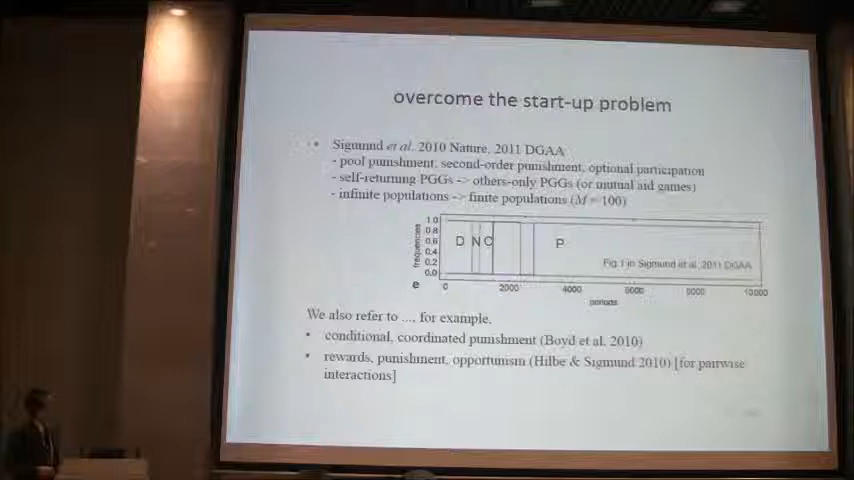 overcome the start-up problem
• Sigmund et al. 2010 Nature, 2011 DGAA
- pool punishment, second-order punishment, optional participation
- self-returning PGGs -> others-only PGGs (or mutual aid games)
- infinite populations -> finite populations (M = 100)
1.0
0.8
0.6
0.4
0.2
0.0
frequencies
D N C P
Fig.1 in Sigmund et al. 2011 DGAA
e
0 2000 4000 6000 8000 10000
periods
We also refer to ..., for example,
• conditional, coordinated punishment (Boyd et al. 2010)
• rewards, punishment, opportunism (Hilbe & Sigmund 2010) [for pairwise
interactions]